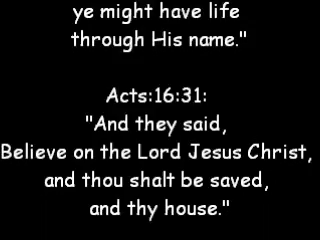 ye might have life
through His name."
Acts:16:31:
"And they said,
Believe on the Lord Jesus Christ,
and thou shalt be saved,
and thy house."